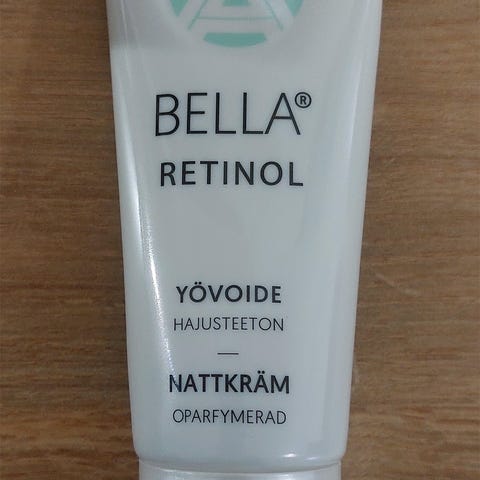 BELLA®
RETINOL
YÖVOIDE
HAJUSTEETON
—
NATTKRÄM
OPARFYMERAD